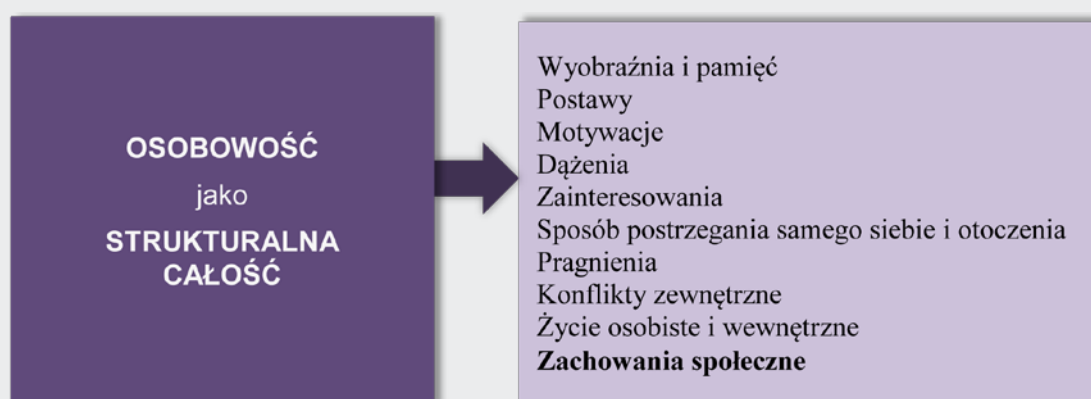 OSOBOWOŚĆ
jako
STRUKTURALNA
CAŁOŚĆ
Wyobraźnia i pamięć
Postawy
Motywacje
Dążenia
Zainteresowania
Sposób postrzegania samego siebie i otoczenia
Pragnienia
Konflikty zewnętrzne
Życie osobiste i wewnętrzne
Zachowania społeczne